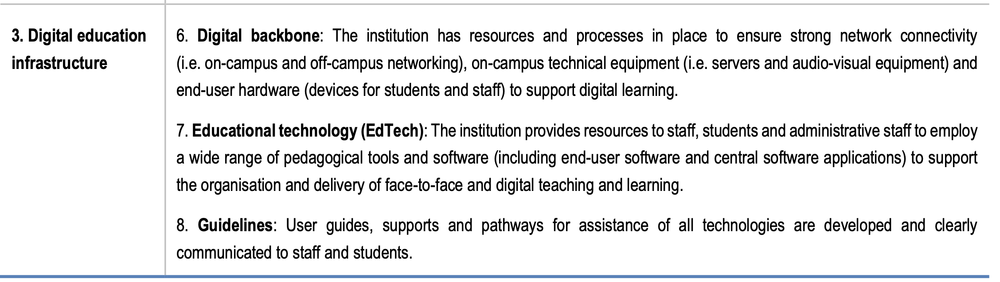 3. Digital education
infrastructure
6. Digital backbone: The institution has resources and processes in place to ensure strong network connectivity
(i.e. on-campus and off-campus networking), on-campus technical equipment (i.e. servers and audio-visual equipment) and
end-user hardware (devices for students and staff) to support digital learning.
7. Educational technology (EdTech): The institution provides resources to staff, students and administrative staff to employ
a wide range of pedagogical tools and software (including end-user software and central software applications) to support
the organisation and delivery of face-to-face and digital teaching and learning.
8. Guidelines: User guides, supports and pathways for assistance of all technologies are developed and clearly
communicated to staff and students.